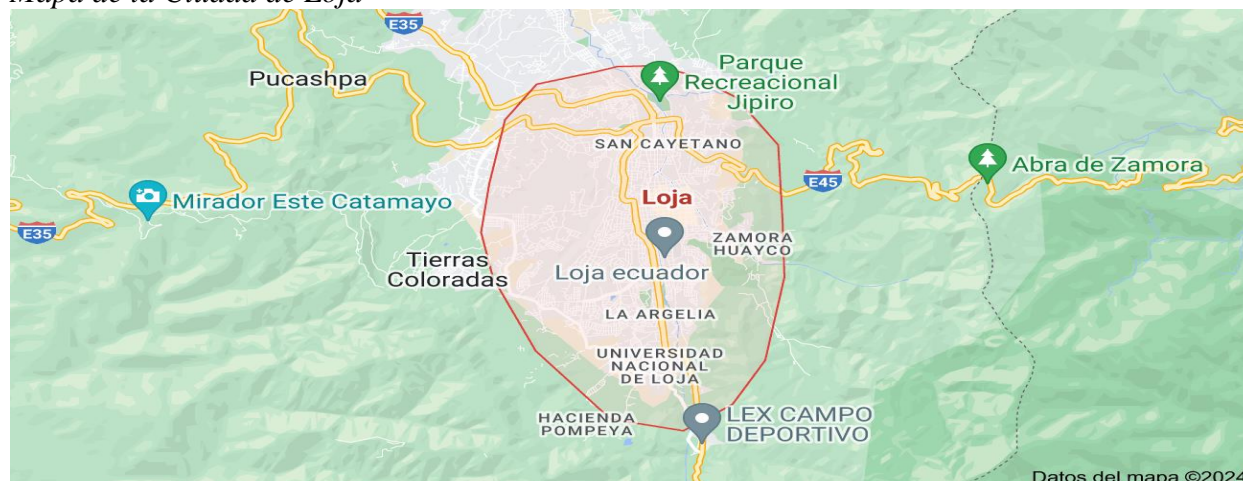 Mapa de la Ciudad de Loja
E35
Pucashpa
Parque
Recreacional
Jipiro
SAN CAYETANO
Abra de Zamora
E45
Mirador Este Catamayo
Loja
E35
ZAMORA
HUAYCO
Tierras
Coloradas
Loja ecuador
LA ARGELIA
UNIVERSIDAD
NACIONAL
DE LOJA
HACIENDA
POMPEYA
LEX CAMPO
DEPORTIVO
Datos del mapa ©2024